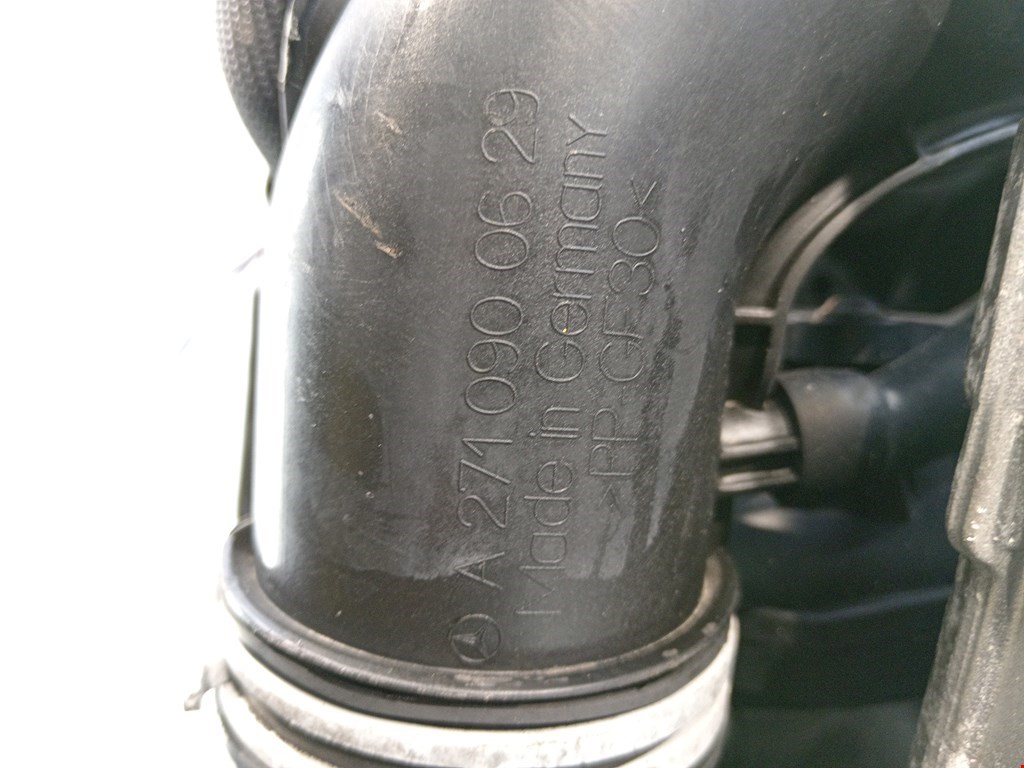 A 271 090 06 29
Made in Germany
>PP GF30<